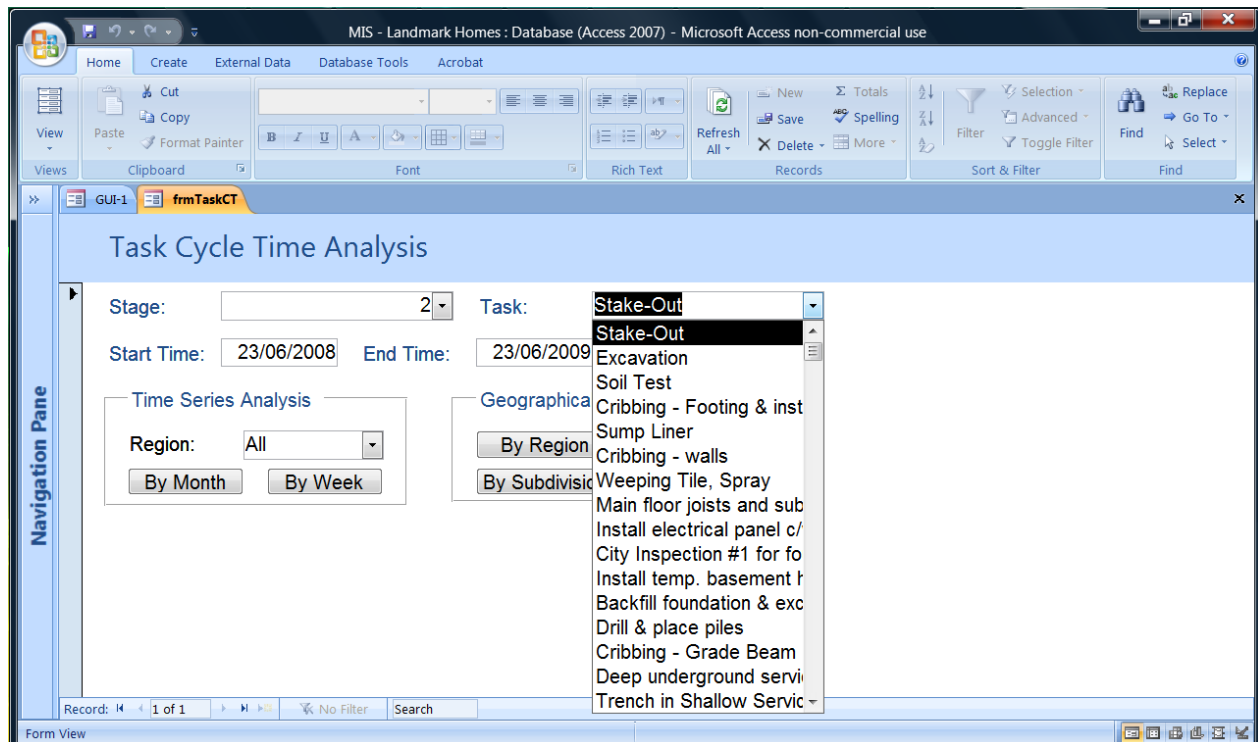 MIS - Landmark Homes : Database (Access 2007) - Microsoft Access non-commercial use
Home Create External Data Database Tools Acrobat
View
Views
Paste
Cut
Copy
Format Painter
Clipboard
B I U A
Font
ab
Rich Text
Refresh All
New
Save
Delete
Σ Totals
ABC Spelling
More
Records
Filter
Selection
Advanced
Toggle Filter
Sort & Filter
Find
Replace
Go To
Select
Find
GUI-1 frmTaskCT
Navigation Pane
Task Cycle Time Analysis
Stage: 2 Task: Stake-Out
Start Time: 23/06/2008 End Time: 23/06/2009
Time Series Analysis
Region: All
By Month By Week
Geographica
By Region
By Subdivisio
Stake-Out
Excavation
Soil Test
Cribbing - Footing & inst
Sump Liner
Cribbing - walls
Weeping Tile, Spray
Main floor joists and sub
Install electrical panel c/
City Inspection #1 for fo
Install temp. basement h
Backfill foundation & exc
Drill & place piles
Cribbing - Grade Beam
Deep underground servi
Trench in Shallow Servic
Record: 1 of 1 No Filter Search
Form View